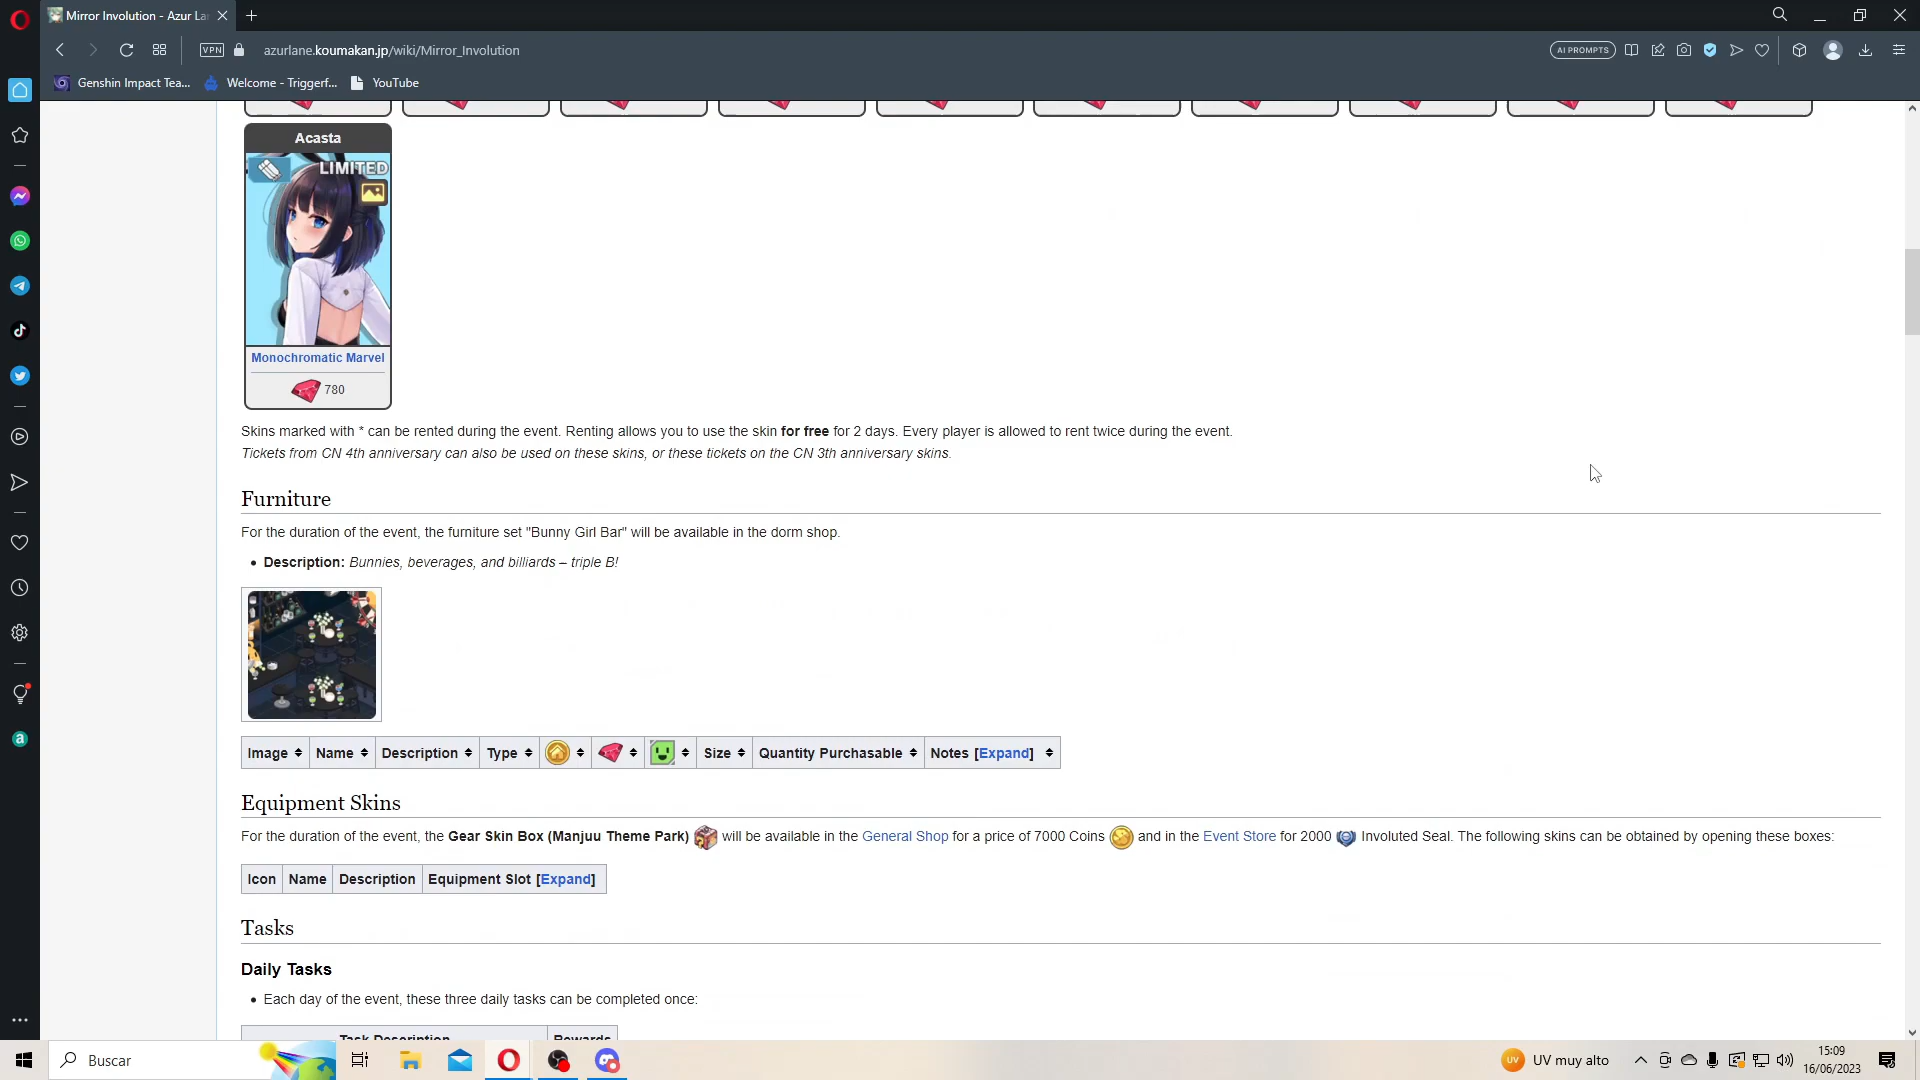 Mirror Involution - Azur La
VPN
azurlane.koumakan.jp/wiki/Mirror_Involution
AI PROMPTS
Genshin Impact Tea...
Welcome - Triggerf...
YouTube
Acasta
LIMITED
Monochromatic Marvel
780
Skins marked with * can be rented during the event. Renting allows you to use the skin for free for 2 days. Every player is allowed to rent twice during the event.
Tickets from CN 4th anniversary can also be used on these skins, or these tickets on the CN 3th anniversary skins.
Furniture
For the duration of the event, the furniture set "Bunny Girl Bar" will be available in the dorm shop.
• Description: Bunnies, beverages, and billiards – triple B!
Image Name Description Type Size Quantity Purchasable Notes [Expand]
Equipment Skins
For the duration of the event, the Gear Skin Box (Manjuu Theme Park) will be available in the General Shop for a price of 7000 Coins and in the Event Store for 2000 Involuted Seal. The following skins can be obtained by opening these boxes:
Icon Name Description Equipment Slot [Expand]
Tasks
Daily Tasks
• Each day of the event, these three daily tasks can be completed once:
Task Description Rewards
a
Buscar
UV
UV muy alto
15:09
16/06/2023